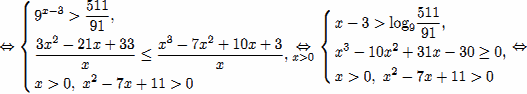 ⇔ { 9^{x−3} > 511/91,
(3x² − 21x + 33)/x ≤ (x³ − 7x² + 10x + 3)/x,
x > 0, x² − 7x + 11 > 0
⇔_{x>0} { x − 3 > log₉ 511/91,
x³ − 10x² + 31x − 30 ≥ 0,
x > 0, x² − 7x + 11 > 0
⇔